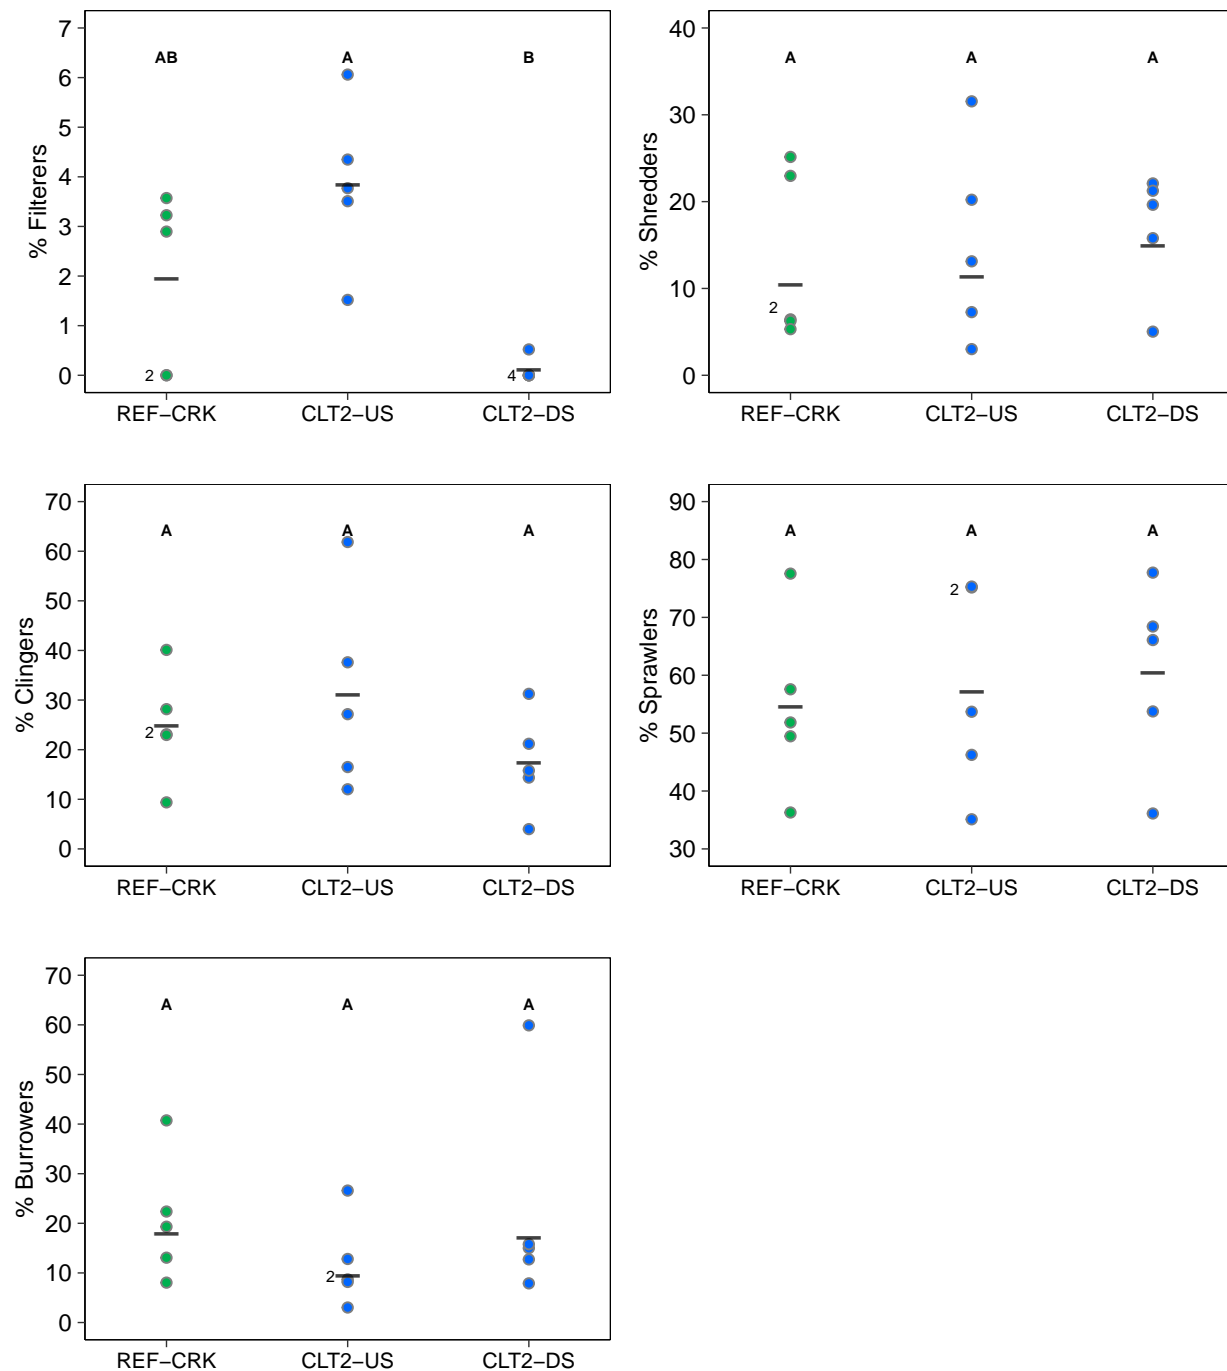 % Filterers
7
6
5
4
3
2
1
0
AB A B
2
4
REF–CRK CLT2–US CLT2–DS
% Shredders
40
30
20
10
0
A A A
2
REF–CRK CLT2–US CLT2–DS
% Clingers
70
60
50
40
30
20
10
0
A A A
2
REF–CRK CLT2–US CLT2–DS
% Sprawlers
90
80
70
60
50
40
30
A A A
2
REF–CRK CLT2–US CLT2–DS
% Burrowers
70
60
50
40
30
20
10
0
A A A
2
REF–CRK CLT2–US CLT2–DS